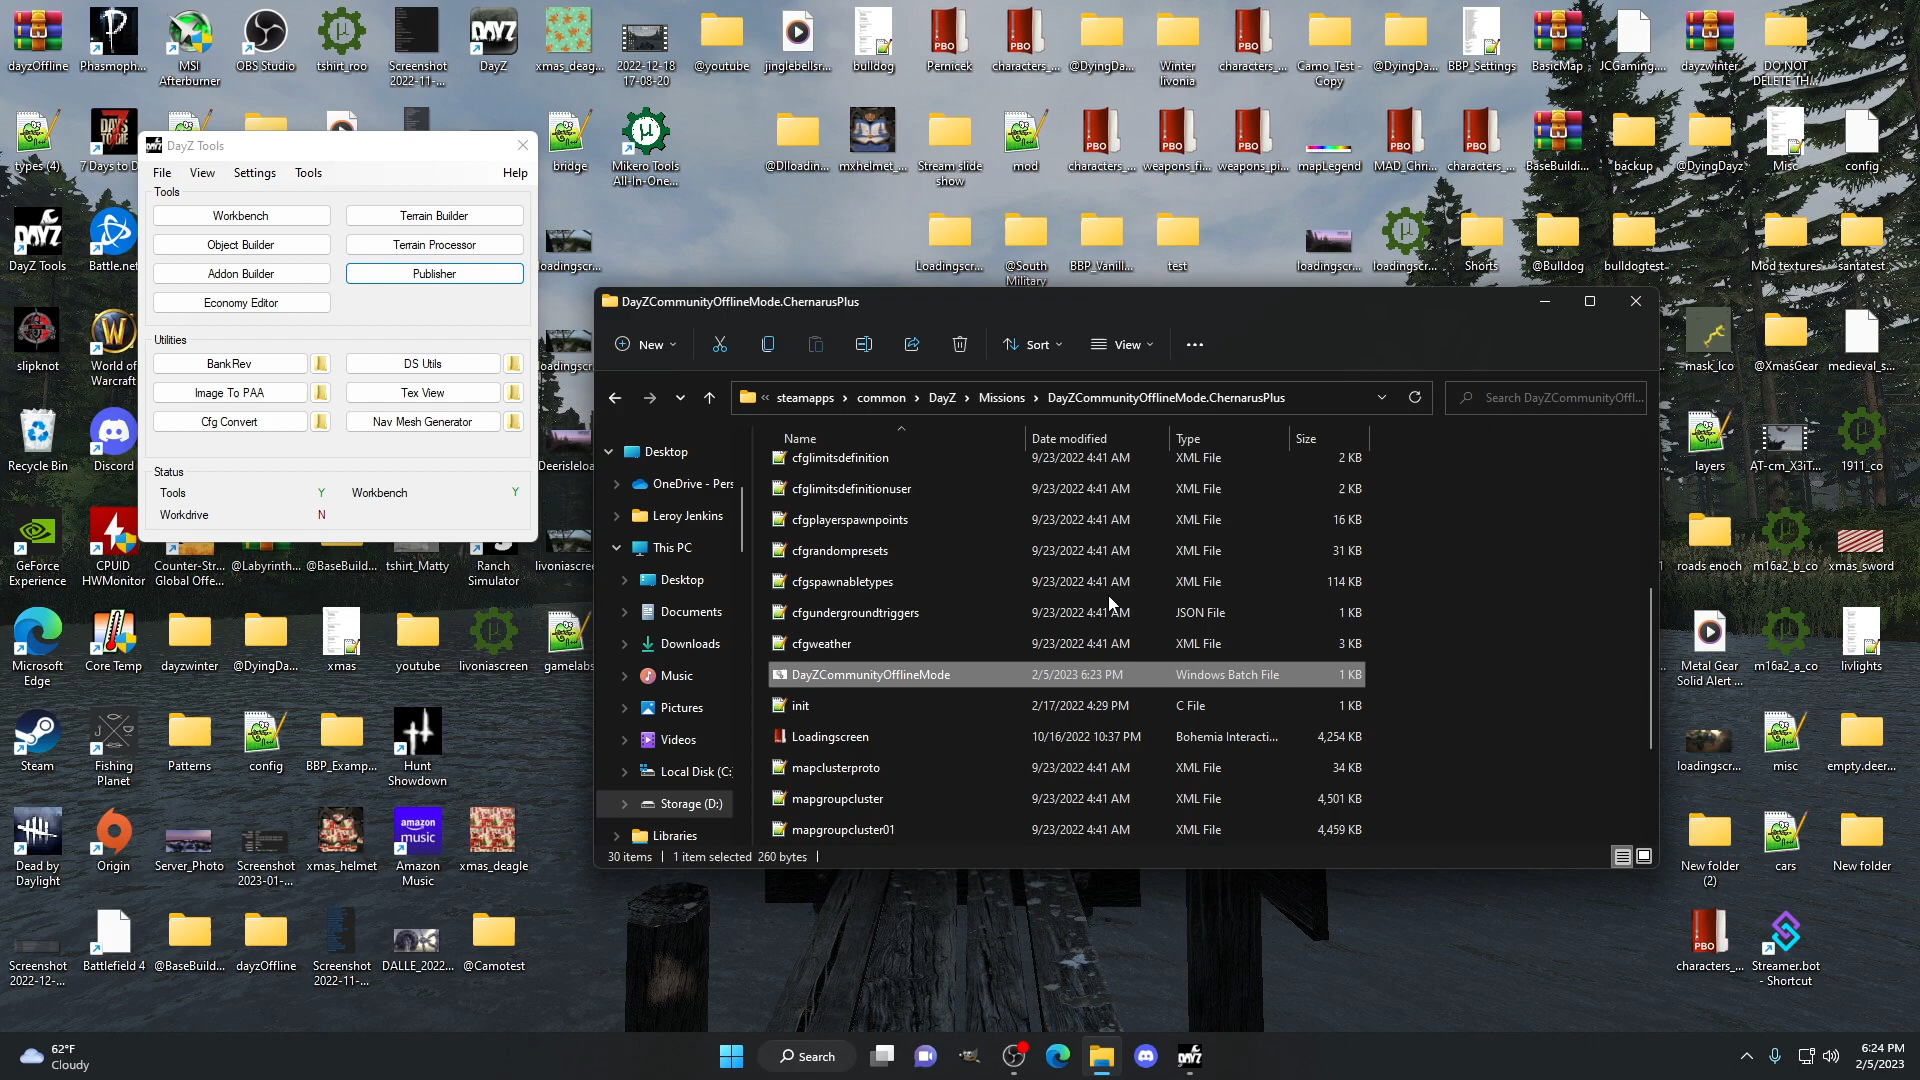 dayzOffline
Phasmoph...
MSI
Afterburner
OBS Studio
tshirt_roo
Screenshot
2022-11-...
DayZ
xmas_deag...
2022-12-18
17-08-20
@youtube
jinglebellsr...
bulldog
Pernicek
characters_...
@DyingDa...
Winter
livonia
characters_...
Camo_Test -
Copy
@DyingDa...
BBP_Settings
BasicMap
JCGaming....
dayzwinter
DO NOT
DELETE TH...
types (4)
7 Days to D
bridge
Mikero Tools
All-In-One...
@Dlloadin...
mxhelmet_...
Stream slide
show
mod
characters_...
weapons_fi...
weapons_pi...
mapLegend
MAD_Chri...
characters_...
BaseBuildi...
backup
@DyingDayz
Misc
config
DayZ Tools
Battle.net
loadingscr...
Loadingscr...
@South
Military
BBP_Vanill...
test
loadingscr...
loadingscr...
Shorts
@Bulldog
bulldogtest
Mod textures
santatest
DayZ Tools
File View Settings Tools Help
Tools
Workbench Terrain Builder
Object Builder Terrain Processor
Addon Builder Publisher
Economy Editor
Utilities
BankRev DS Utils
Image To PAA Tex View
Cfg Convert Nav Mesh Generator
Status
Tools Y Workbench Y
Workdrive N
slipknot
World of
Warcraft
Recycle Bin
Discord
DayZCommunityOfflineMode.ChernarusPlus
New Sort View
« steamapps › common › DayZ › Missions › DayZCommunityOfflineMode.ChernarusPlus
Search DayZCommunityOffl...
Desktop
OneDrive - Pers
Leroy Jenkins
This PC
Desktop
Documents
Downloads
Music
Pictures
Videos
Local Disk (C:
Storage (D:)
Libraries
Name Date modified Type Size
cfglimitsdefinition 9/23/2022 4:41 AM XML File 2 KB
cfglimitsdefinitionuser 9/23/2022 4:41 AM XML File 2 KB
cfgplayerspawnpoints 9/23/2022 4:41 AM XML File 16 KB
cfgrandompresets 9/23/2022 4:41 AM XML File 31 KB
cfgspawnabletypes 9/23/2022 4:41 AM XML File 114 KB
cfgundergroundtriggers 9/23/2022 4:41 AM JSON File 1 KB
cfgweather 9/23/2022 4:41 AM XML File 3 KB
DayZCommunityOfflineMode 2/5/2023 6:23 PM Windows Batch File 1 KB
init 2/17/2022 4:29 PM C File 1 KB
Loadingscreen 10/16/2022 10:37 PM Bohemia Interacti... 4,254 KB
mapclusterproto 9/23/2022 4:41 AM XML File 34 KB
mapgroupcluster 9/23/2022 4:41 AM XML File 4,501 KB
mapgroupcluster01 9/23/2022 4:41 AM XML File 4,459 KB
30 items 1 item selected 260 bytes
mask_lco
@XmasGear
medieval_s...
layers
AT-cm_X3iT...
1911_co
GeForce
Experience
CPUID
HWMonitor
Counter-Str...
Global Offe...
@Labyrinth...
@BaseBuild...
tshirt_Matty
Ranch
Simulator
roads enoch
m16a2_b_co
xmas_sword
Microsoft
Edge
Core Temp
dayzwinter
@DyingDa...
xmas
youtube
livoniascreen
Metal Gear
Solid Alert ...
m16a2_a_co
livlights
Steam
Fishing
Planet
Patterns
config
BBP_Examp...
Hunt
Showdown
loadingscr...
misc
empty.deer...
Dead by
Daylight
Origin
Server_Photo
Screenshot
2023-01-...
xmas_helmet
Amazon
Music
xmas_deagle
New folder
(2)
cars
New folder
Screenshot
2022-12-...
Battlefield 4
@BaseBuild...
dayzOffline
Screenshot
2022-11-...
DALLE_2022...
@Camotest
characters_...
Streamer.bot
- Shortcut
62°F
Cloudy
Search
6:24 PM
2/5/2023